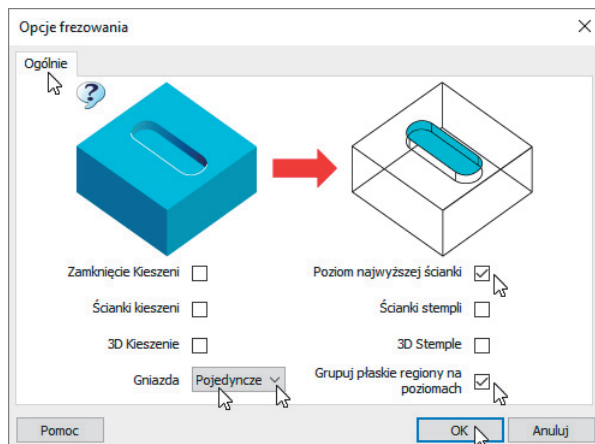 Opcje frezowania
Ogólnie
?
Zamknięcie Kieszeni
Poziom najwyższej ścianki
Ścianki kieszeni
Ścianki stempli
3D Kieszenie
3D Stemple
Gniazda
Pojedyncze
Grupuj płaskie regiony na
poziomach
Pomoc
OK
Anuluj